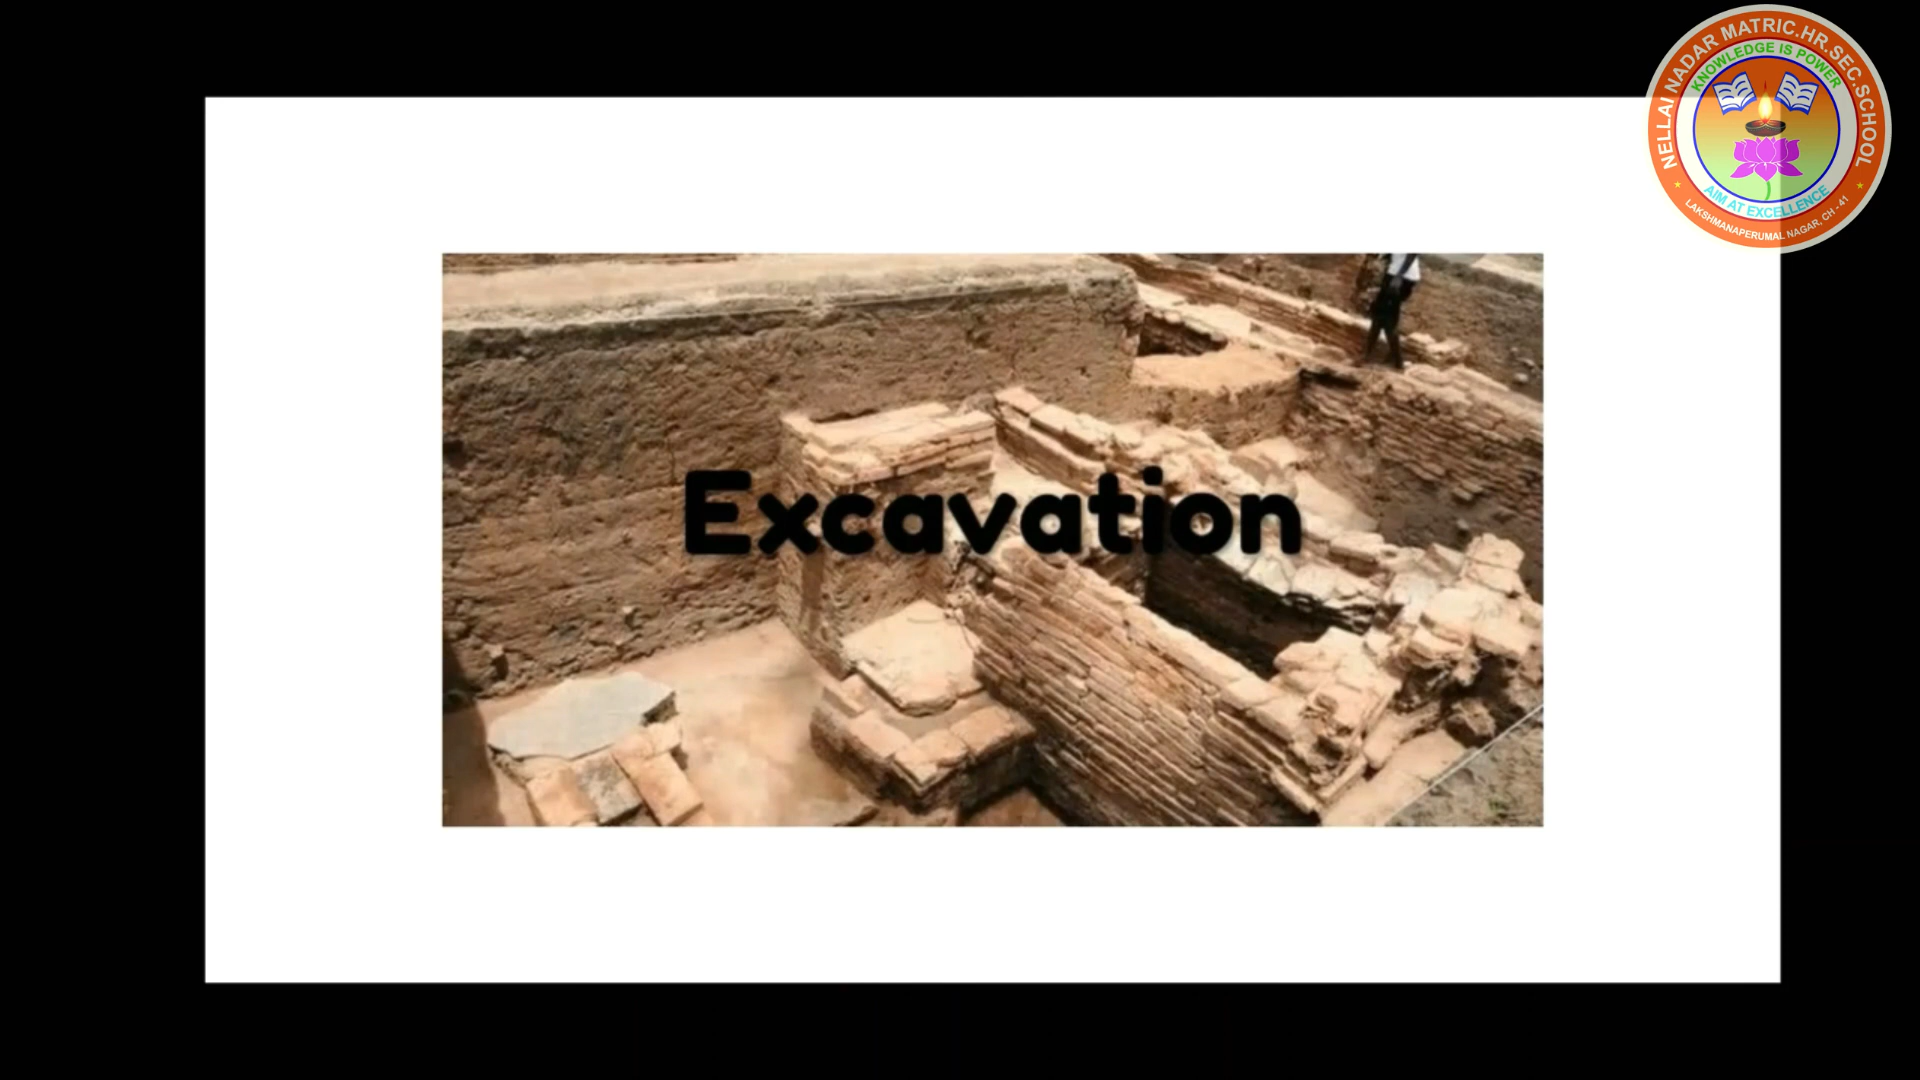 NELLAI NADAR MATRIC.HR.SEC.SCHOOL
KNOWLEDGE IS POWER
AIM AT EXCELLENCE
LAKSHMANAPERUMAL NAGAR, CH - 41
Excavation